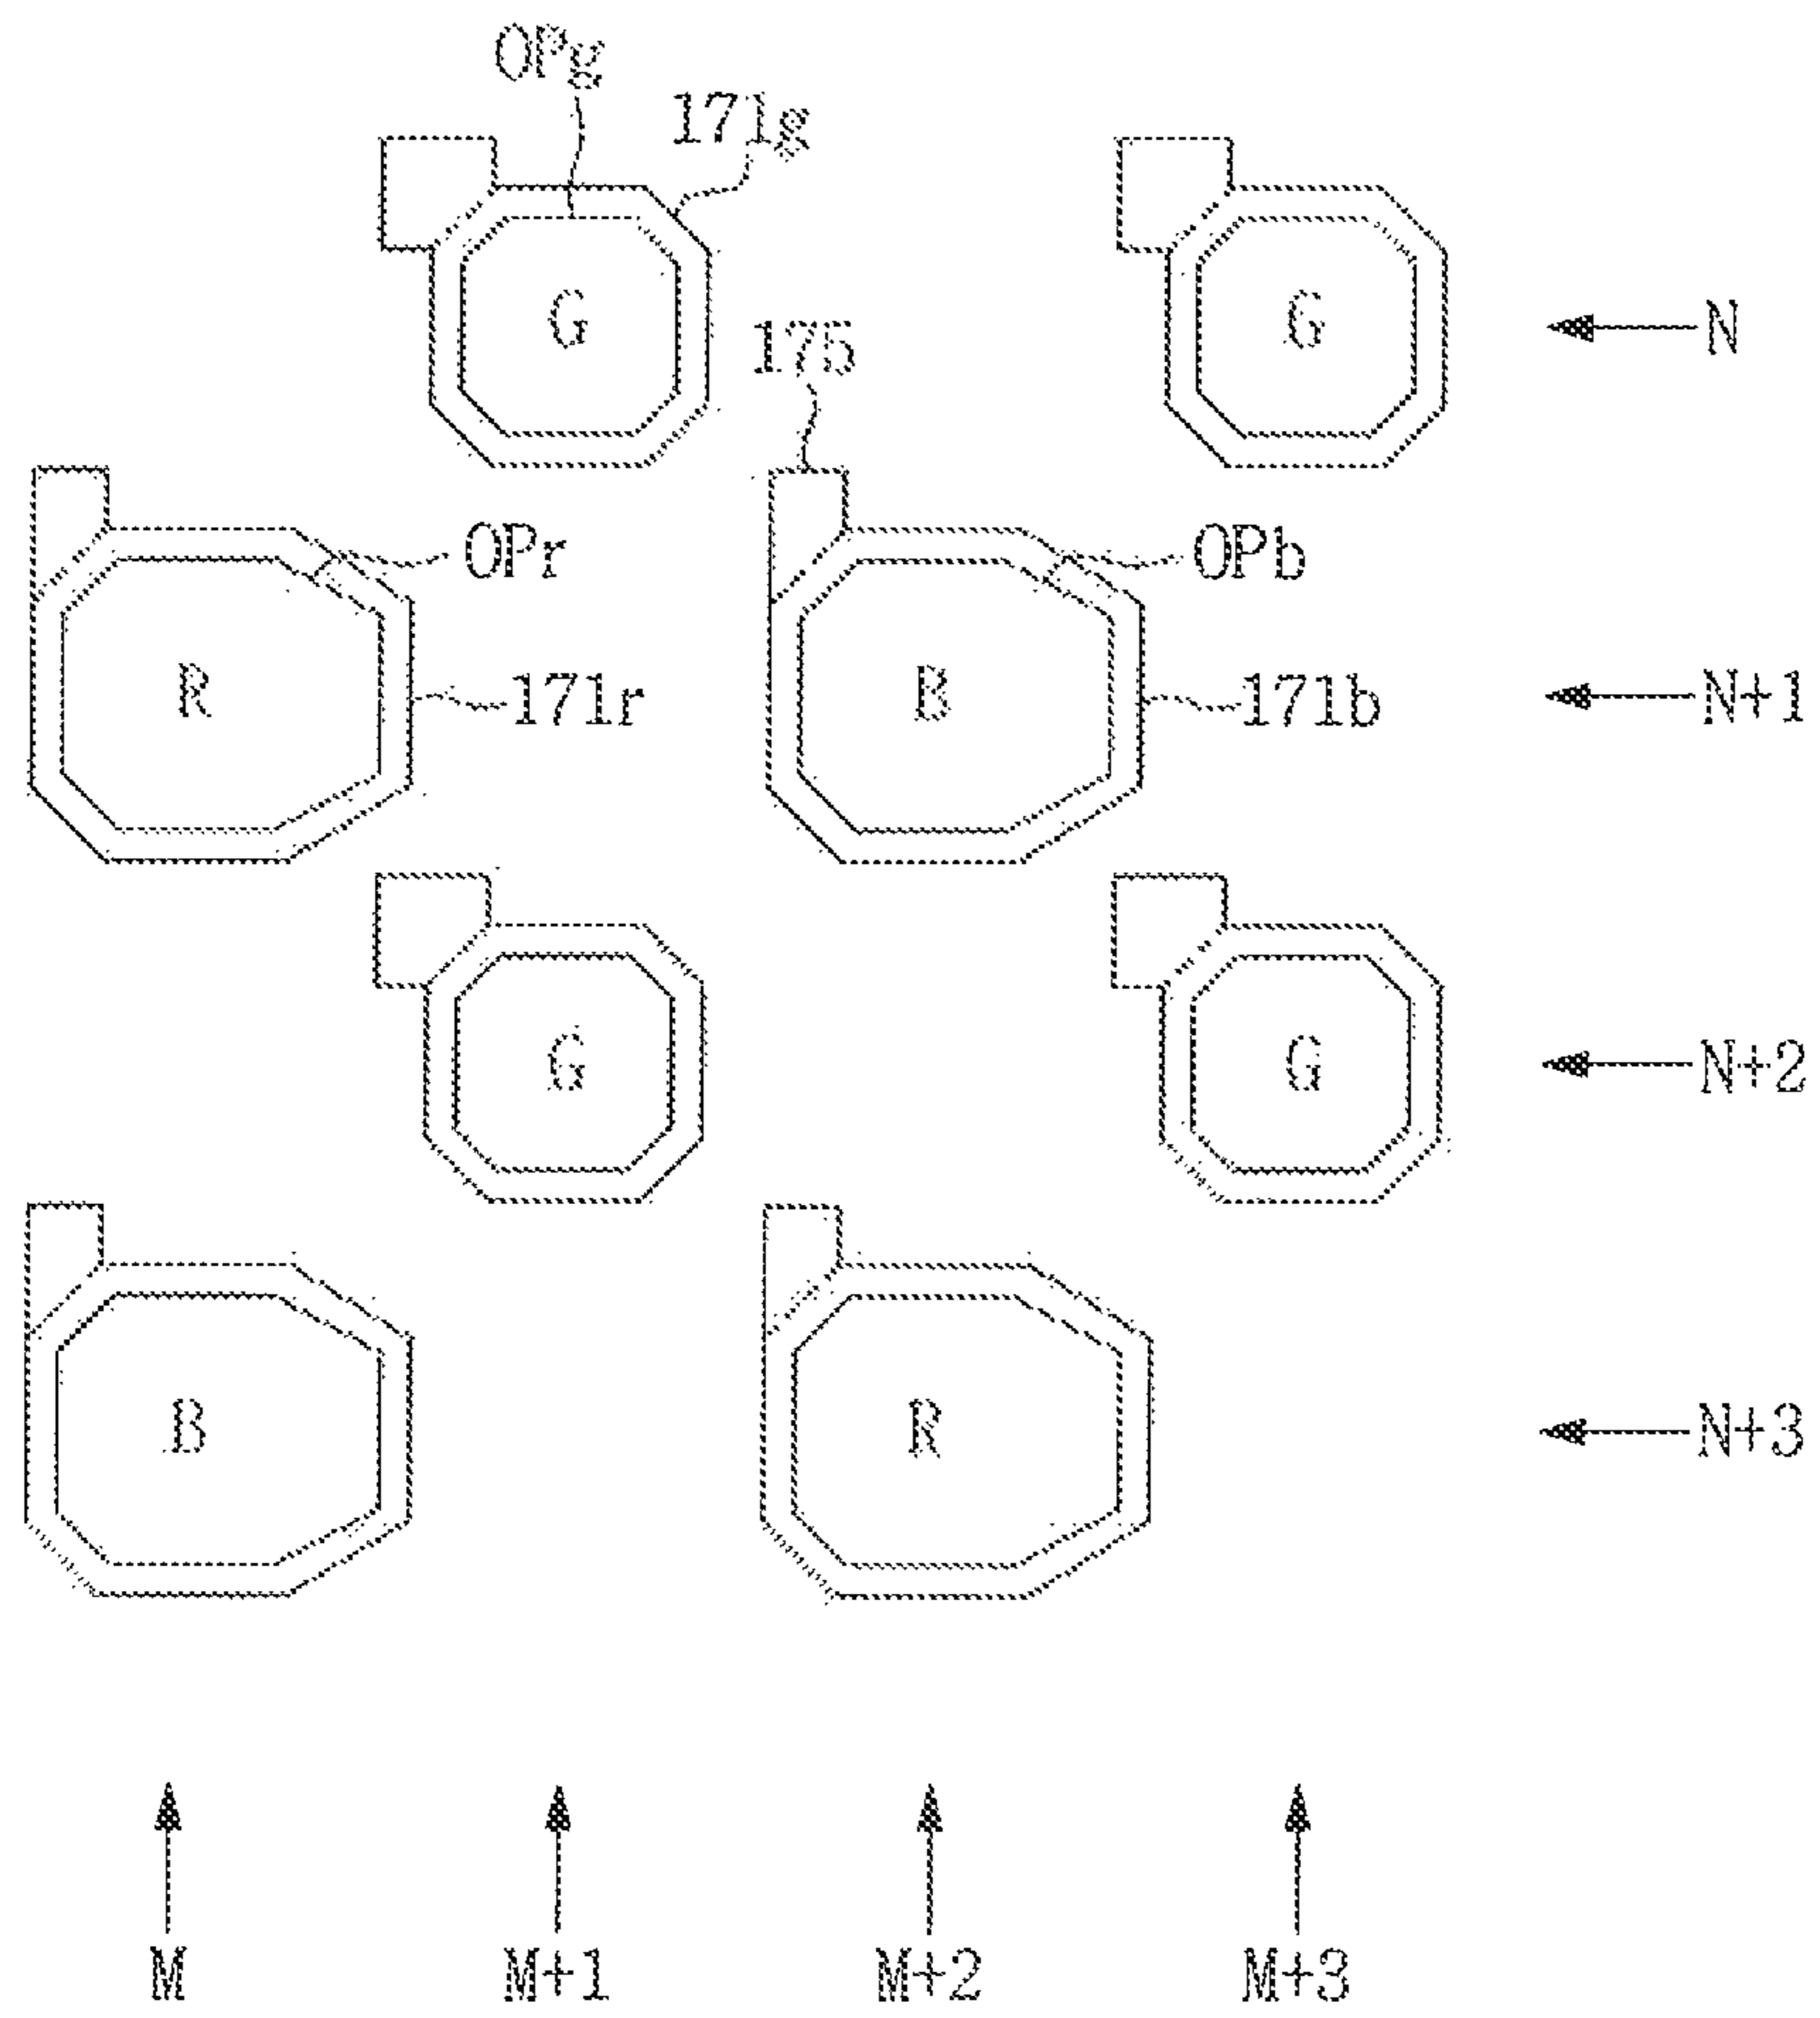 OPg
171g
G G N
175
OPr OPb
R 171r B 171b N+1
G G N+2
B R N+3
M M+1 M+2 M+3